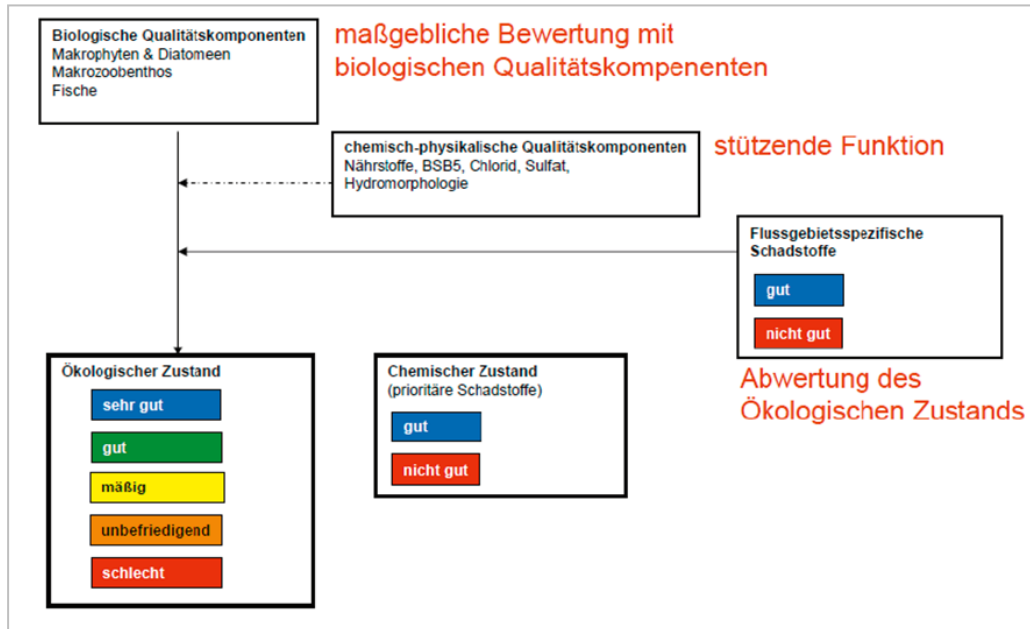 Biologische Qualitätskomponenten
Makrophyten & Diatomeen
Makrozoobenthos
Fische
maßgebliche Bewertung mit
biologischen Qualitätskompenenten
chemisch-physikalische Qualitätskomponenten
Nährstoffe, BSB5, Chlorid, Sulfat,
Hydromorphologie
stützende Funktion
Flussgebietsspezifische
Schadstoffe
gut
nicht gut
Abwertung des
Ökologischen Zustands
Ökologischer Zustand
sehr gut
gut
mäßig
unbefriedigend
schlecht
Chemischer Zustand
(prioritäre Schadstoffe)
gut
nicht gut